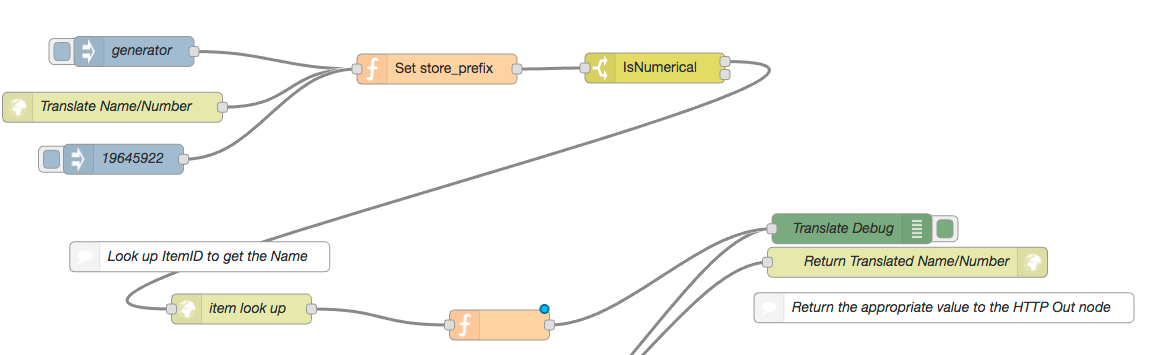 generator
Set store_prefix
IsNumerical
Translate Name/Number
19645922
Translate Debug
Look up ItemID to get the Name
Return Translated Name/Number
item look up
Return the appropriate value to the HTTP Out node